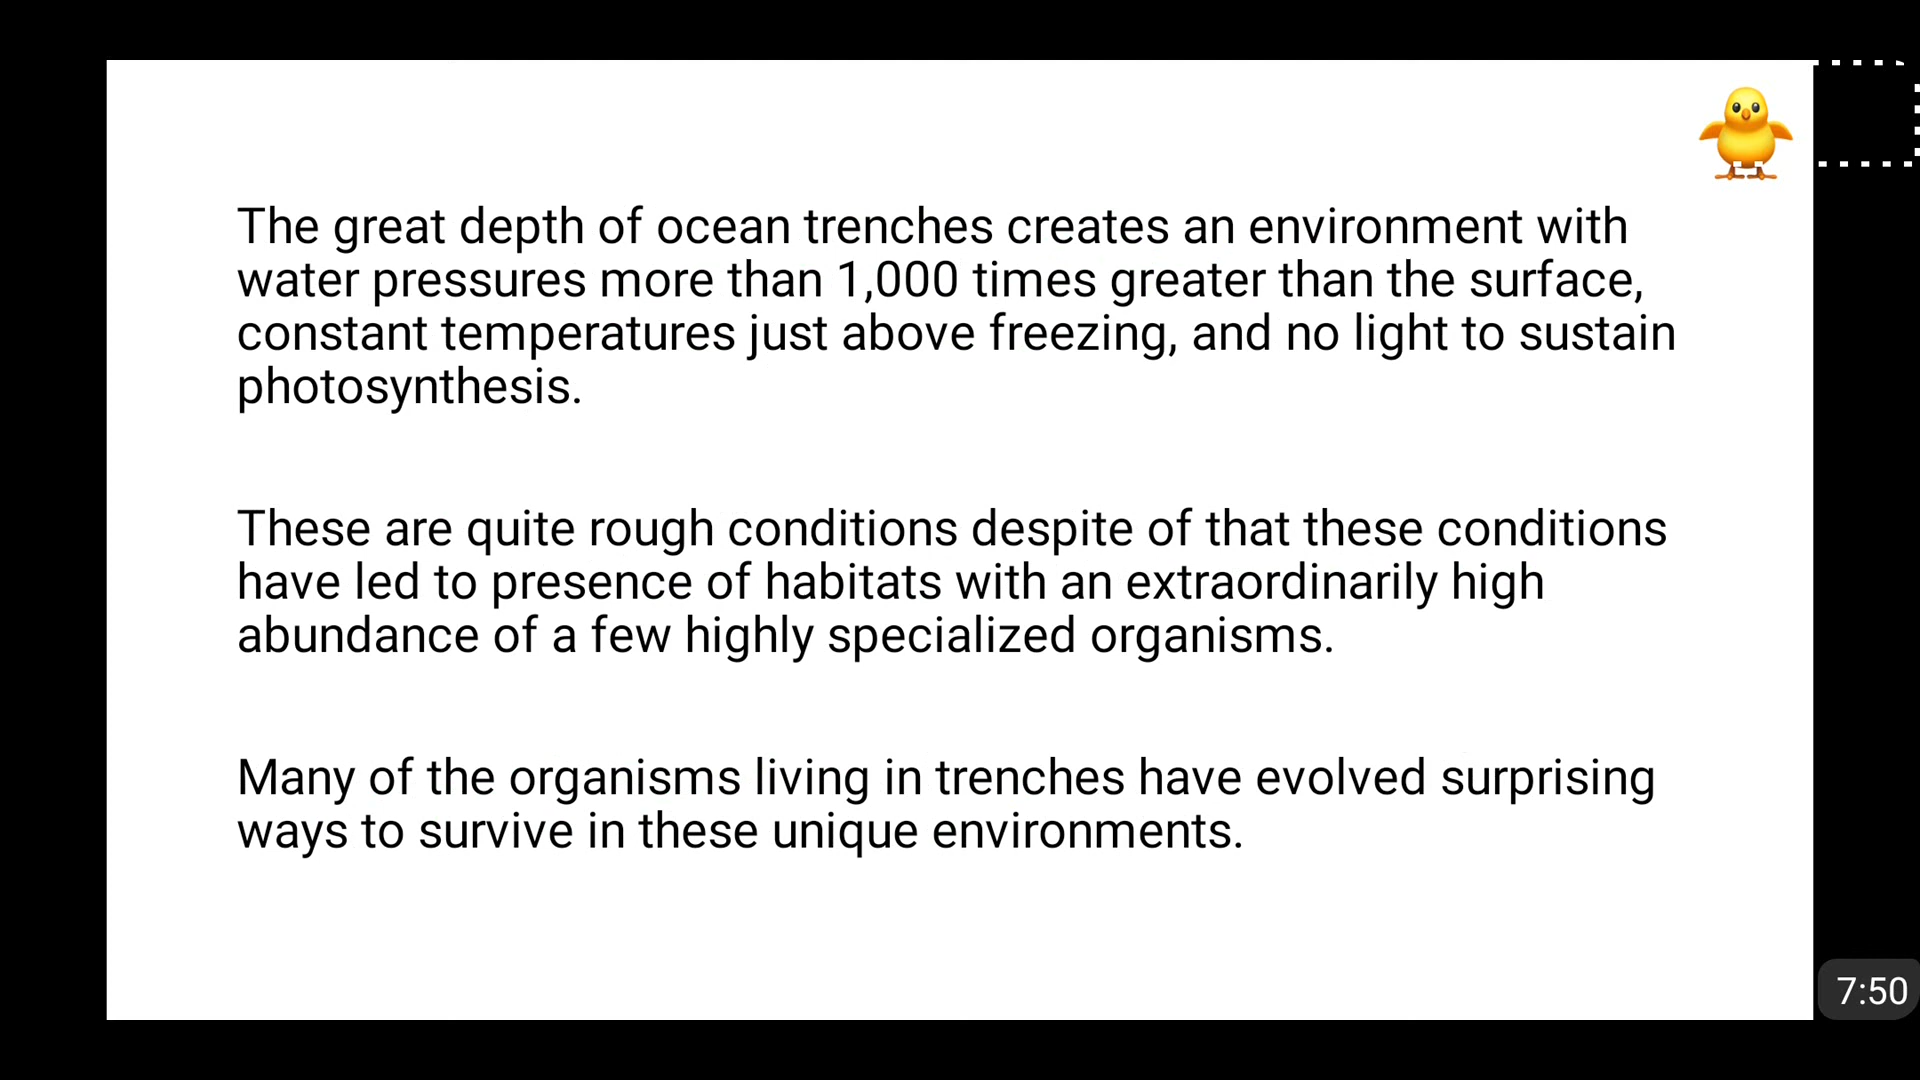 The great depth of ocean trenches creates an environment with
water pressures more than 1,000 times greater than the surface,
constant temperatures just above freezing, and no light to sustain
photosynthesis.
These are quite rough conditions despite of that these conditions
have led to presence of habitats with an extraordinarily high
abundance of a few highly specialized organisms.
Many of the organisms living in trenches have evolved surprising
ways to survive in these unique environments.
7:50